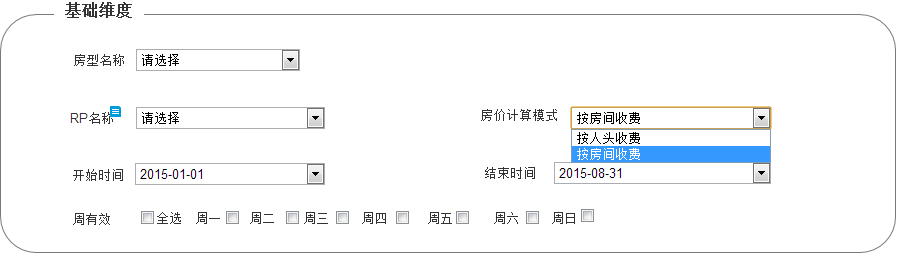 基础维度
房型名称 请选择
RP名称 请选择 房价计算模式 按房间收费
按人头收费
按房间收费
开始时间 2015-01-01 结束时间 2015-08-31
周有效 全选 周一 周二 周三 周四 周五 周六 周日